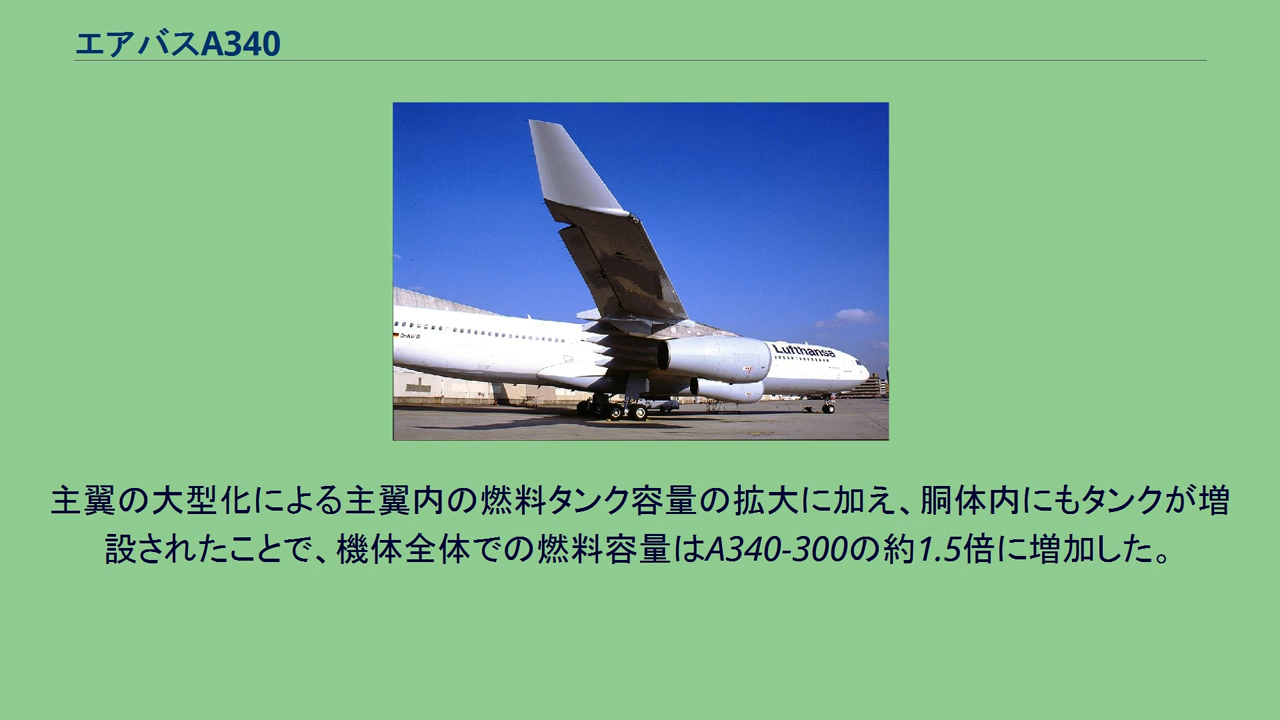 エアバスA340
Lufthansa
主翼の大型化による主翼内の燃料タンク容量の拡大に加え、胴体内にもタンクが増
設されたことで、機体全体での燃料容量はA340-300の約1.5倍に増加した。